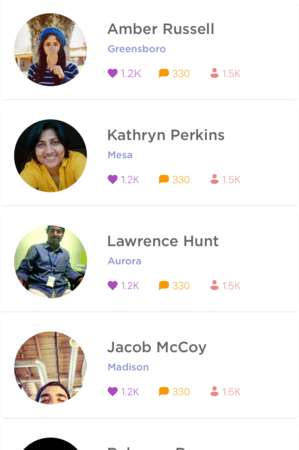 Amber Russell
Greensboro
1.2K 330 1.5K
Kathryn Perkins
Mesa
1.2K 330 1.5K
Lawrence Hunt
Aurora
1.2K 330 1.5K
Jacob McCoy
Madison
1.2K 330 1.5K